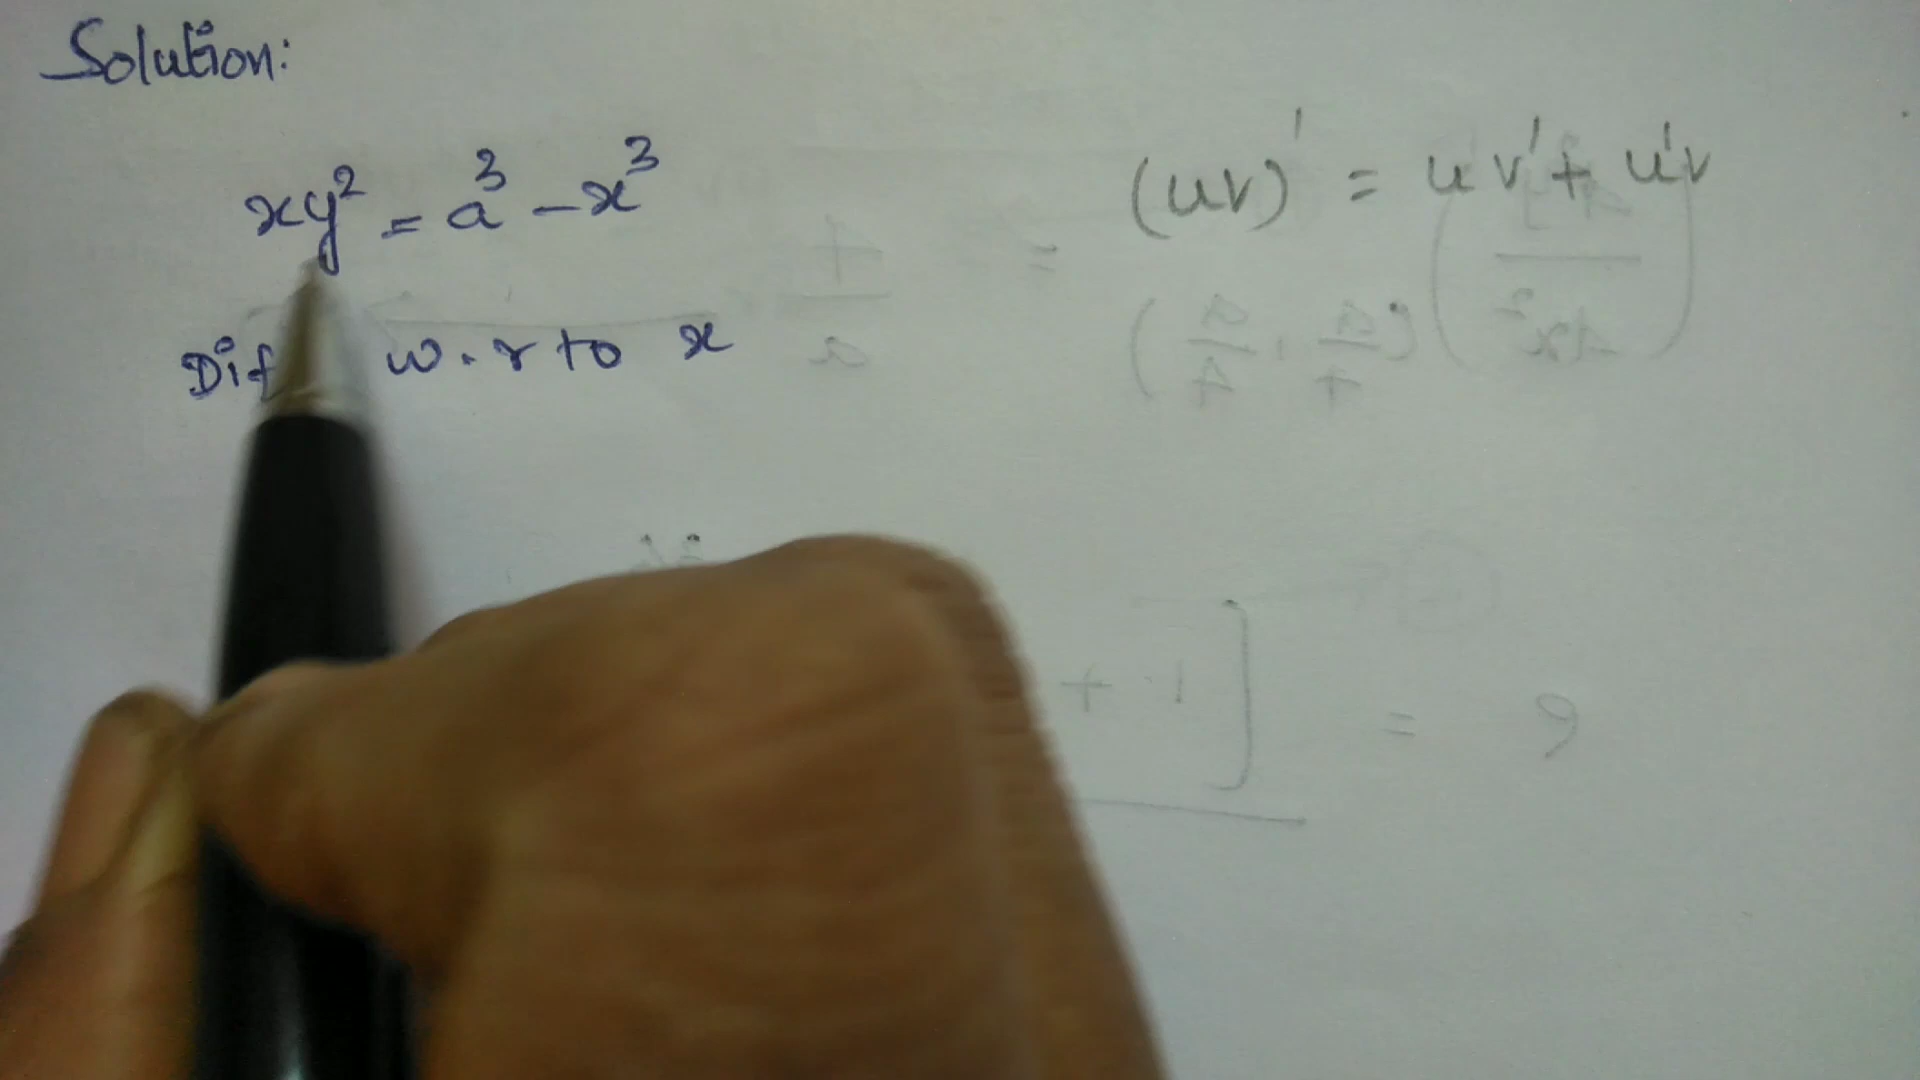 Solution:
xy² = a³ - x³
(uv)' = uv' + u'v
Dif w.r to x